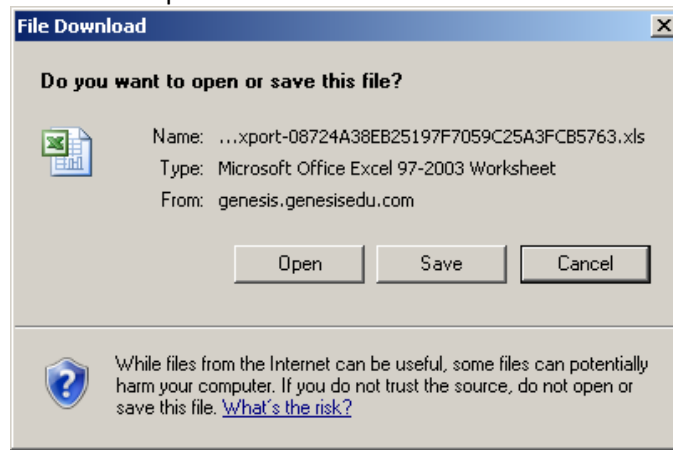 File Download
Do you want to open or save this file?
Name: ...xport-08724A38EB25197F7059C25A3FCB5763.xls
Type: Microsoft Office Excel 97-2003 Worksheet
From: genesis.genesisedu.com
Open Save Cancel
While files from the Internet can be useful, some files can potentially
harm your computer. If you do not trust the source, do not open or
save this file. What's the risk?